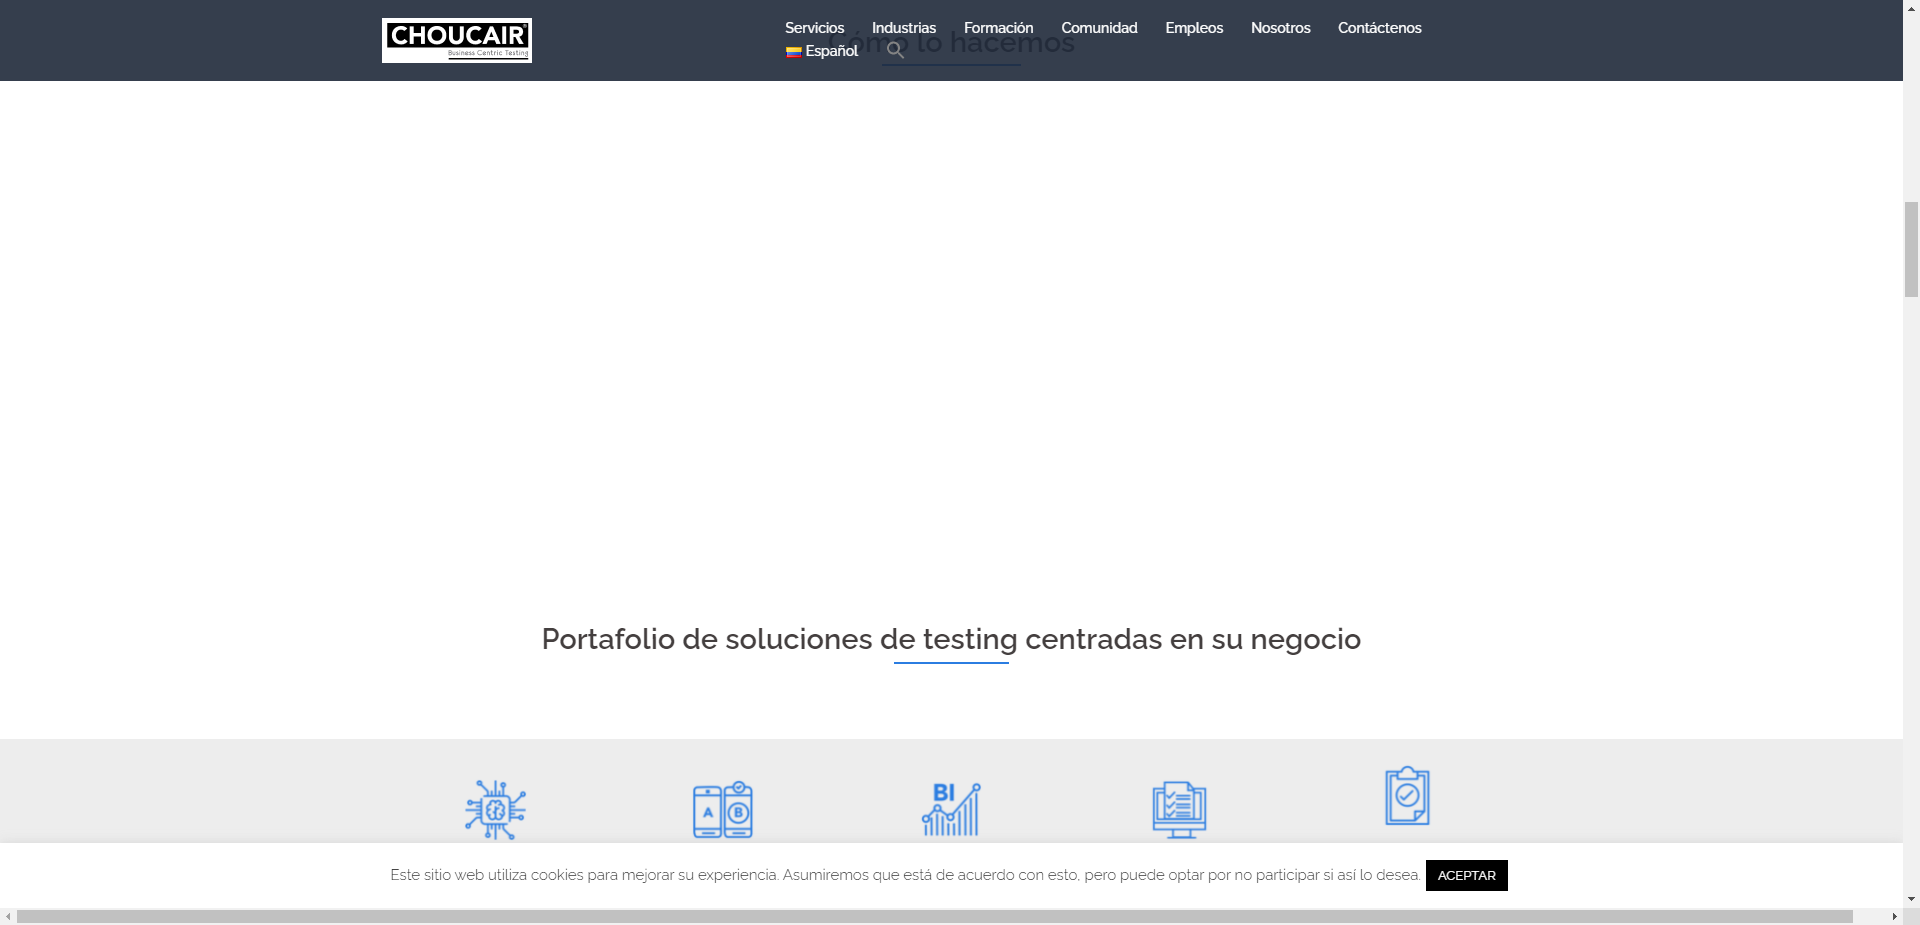 CHOUCAIR
Business Centric Testing
Servicios Industrias Formación Comunidad Empleos Nosotros Contáctenos
Español
Cómo lo hacemos
Portafolio de soluciones de testing centradas en su negocio
A B
BI
Este sitio web utiliza cookies para mejorar su experiencia. Asumiremos que está de acuerdo con esto, pero puede optar por no participar si así lo desea. ACEPTAR